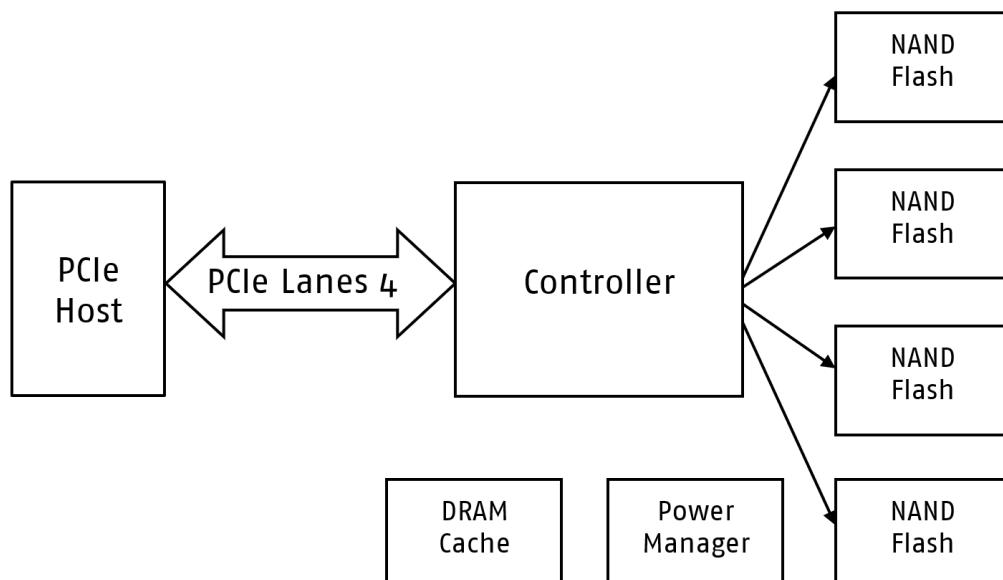 NAND
Flash
NAND
Flash
PCIe
Host
PCIe Lanes 4
Controller
NAND
Flash
DRAM
Cache
Power
Manager
NAND
Flash